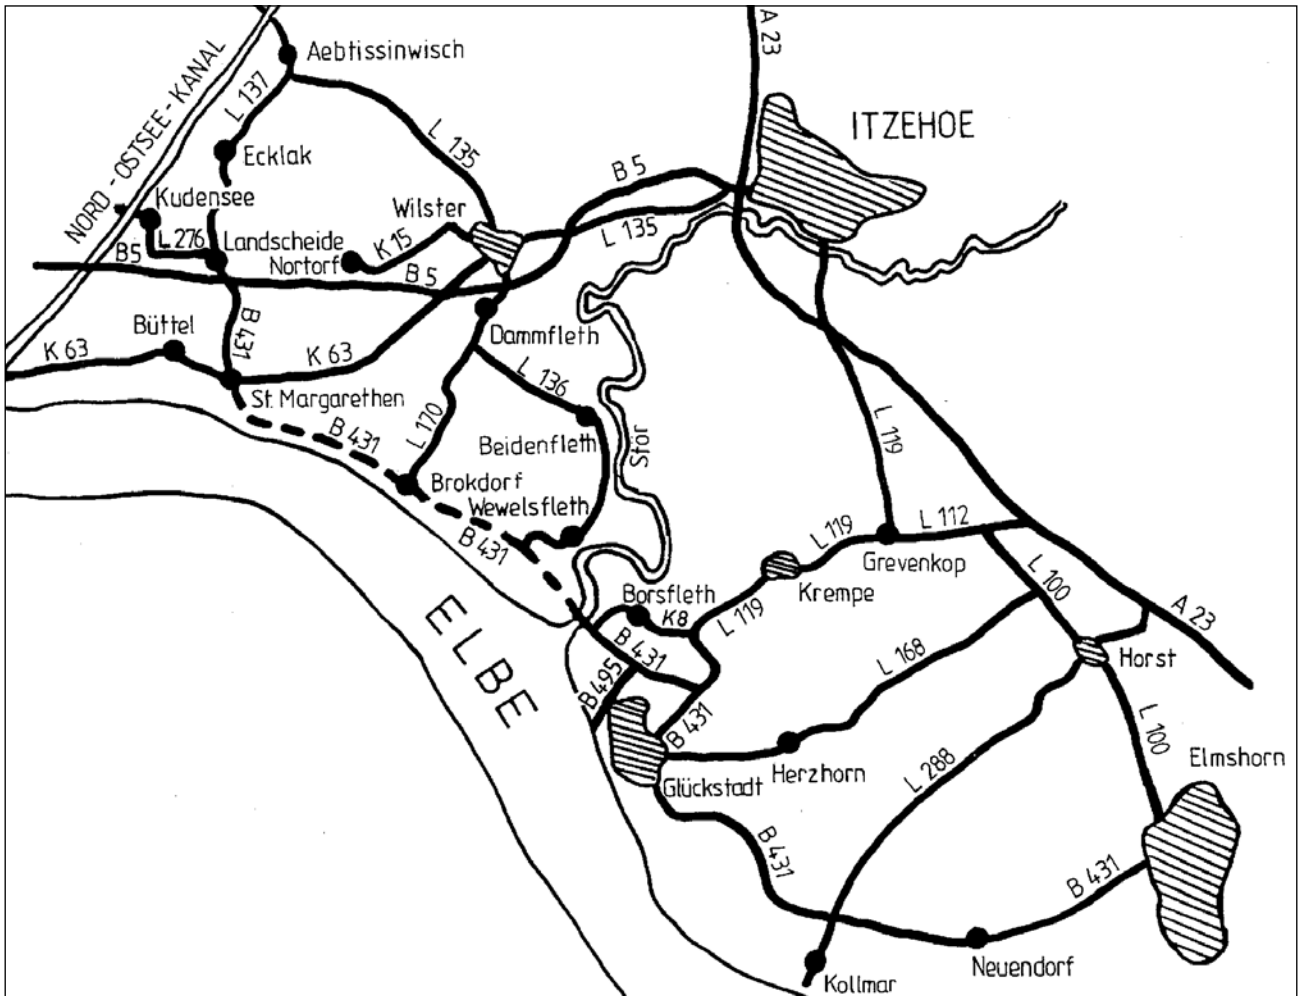 A 23
Aebtissinwisch
NORD-OSTSEE-KANAL
L 137
ITZEHOE
L 135
Ecklak
B 5
Kudensee
Wilster
L 135
L 276
Landscheide
K 15
B5
Nortorf
B 5
B 431
Büttel
Dammfleth
K 63
K 63
L 136
St. Margarethen
B 431
L 170
L 119
Beidenfleth
Stör
Brokdorf
Wewelsfleth
L 112
L 119
B 431
Grevenkop
L 100
Borsfleth
Krempe
K8
L 119
A 23
ELBE
B 431
L 168
Horst
B 495
B 431
L 100
Herzhorn
L 288
Elmshorn
Glückstadt
B 431
B 431
Neuendorf
Kollmar